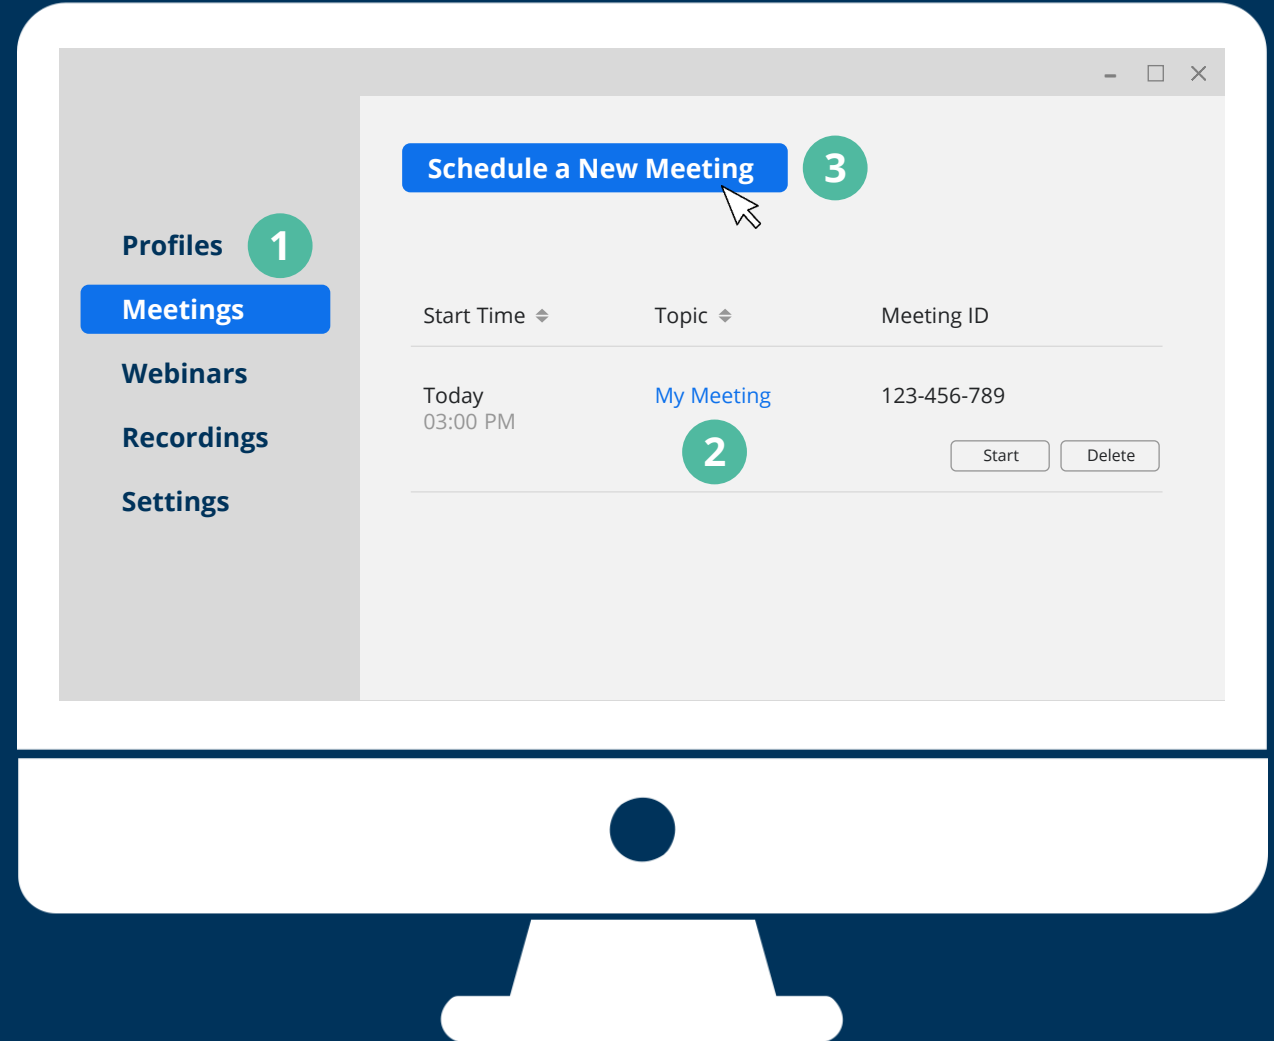 Schedule a New Meeting 3
Profiles 1
Meetings
Webinars
Recordings
Settings
Start Time Topic Meeting ID
Today My Meeting 123-456-789
03:00 PM
2
Start Delete